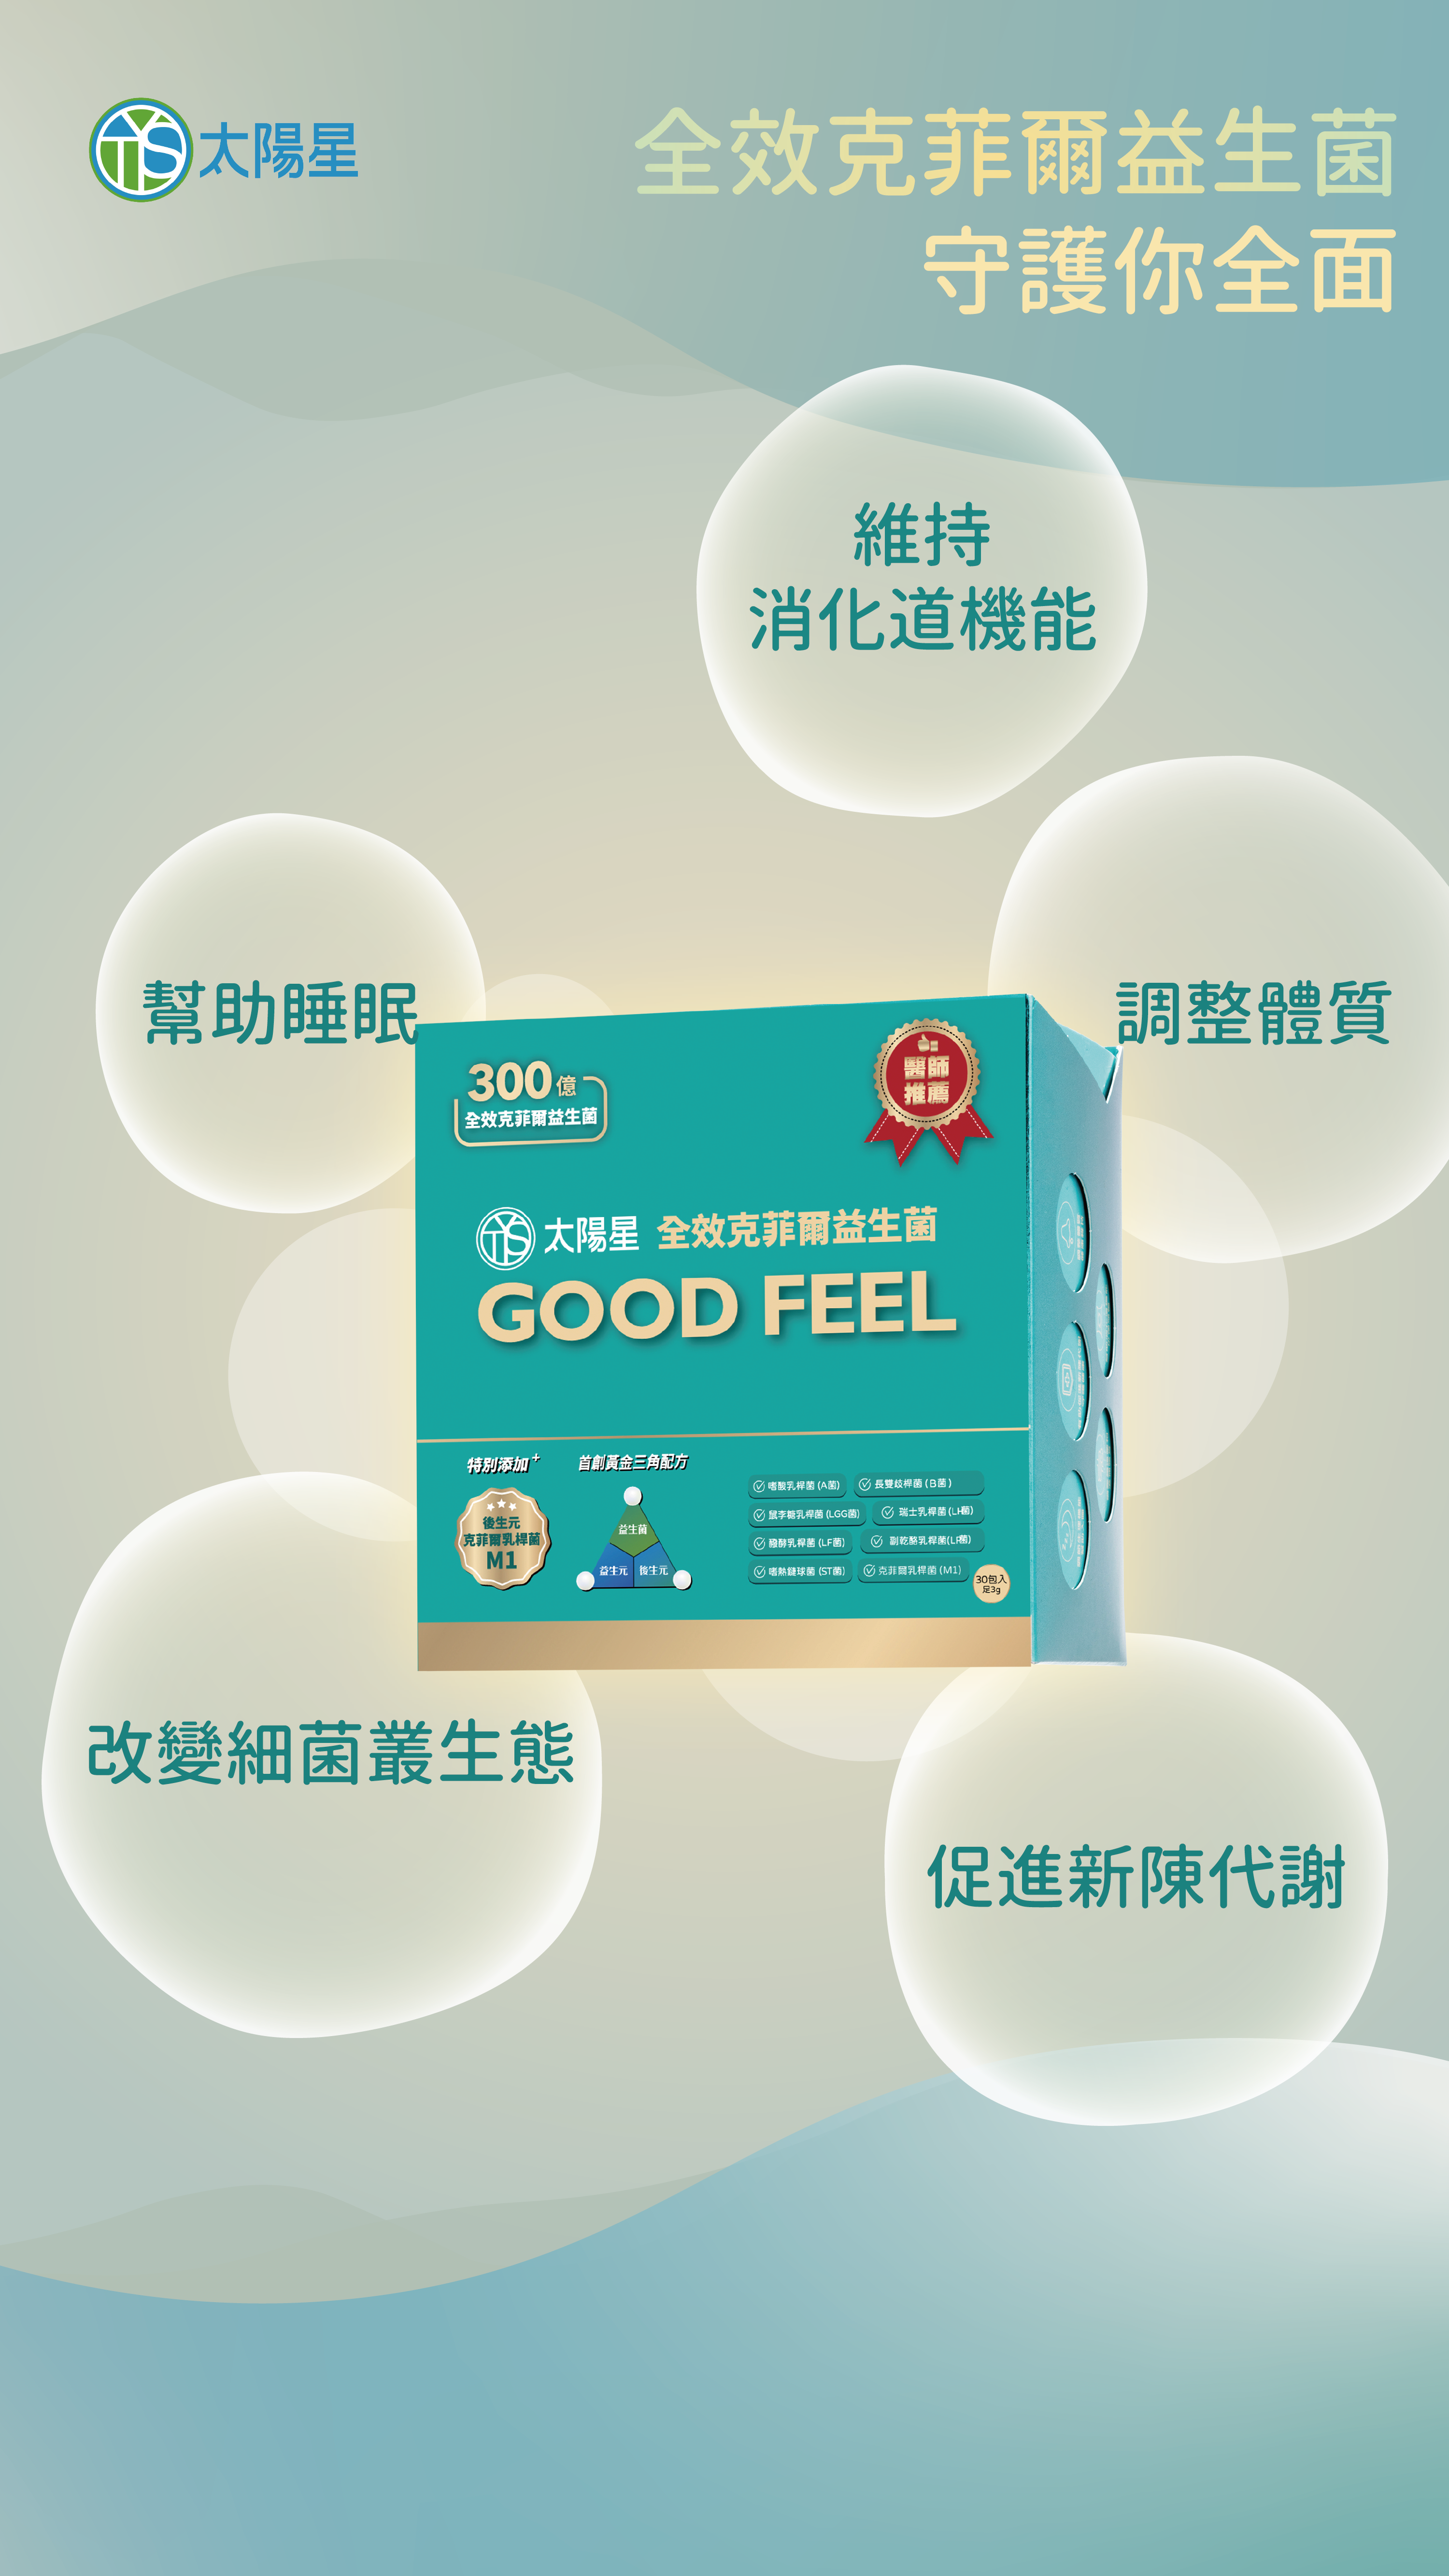 太陽星
全效克菲爾益生菌
守護你全面
維持
消化道機能
幫助睡眠
調整體質
300億
全效克菲爾益生菌
醫師
推薦
太陽星 全效克菲爾益生菌
GOOD FEEL
特別添加+
首創黃金三角配方
後生元
克菲爾乳桿菌
M1
益生菌
益生元
後生元
嗜酸乳桿菌 (A菌)
長雙歧桿菌 (B菌)
鼠李糖乳桿菌 (LGG菌)
瑞士乳桿菌 (LH菌)
醱酵乳桿菌 (LF菌)
副乾酪乳桿菌(LP菌)
嗜熱鏈球菌 (ST菌)
克菲爾乳桿菌 (M1)
30包入
足3g
改變細菌叢生態
促進新陳代謝